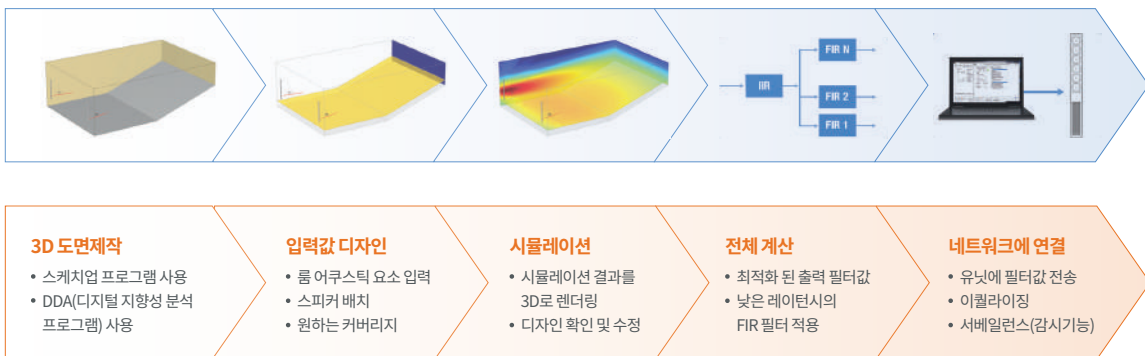 IIR
FIR N
FIR 2
FIR 1
3D 도면제작
• 스케치업 프로그램 사용
• DDA(디지털 지향성 분석
프로그램) 사용
입력값 디자인
• 룸 어쿠스틱 요소 입력
• 스피커 배치
• 원하는 커버리지
시뮬레이션
• 시뮬레이션 결과를
3D로 렌더링
• 디자인 확인 및 수정
전체 계산
• 최적화 된 출력 필터값
• 낮은 레이턴시의
FIR 필터 적용
네트워크에 연결
• 유닛에 필터값 전송
• 이퀄라이징
• 서베일런스(감시기능)